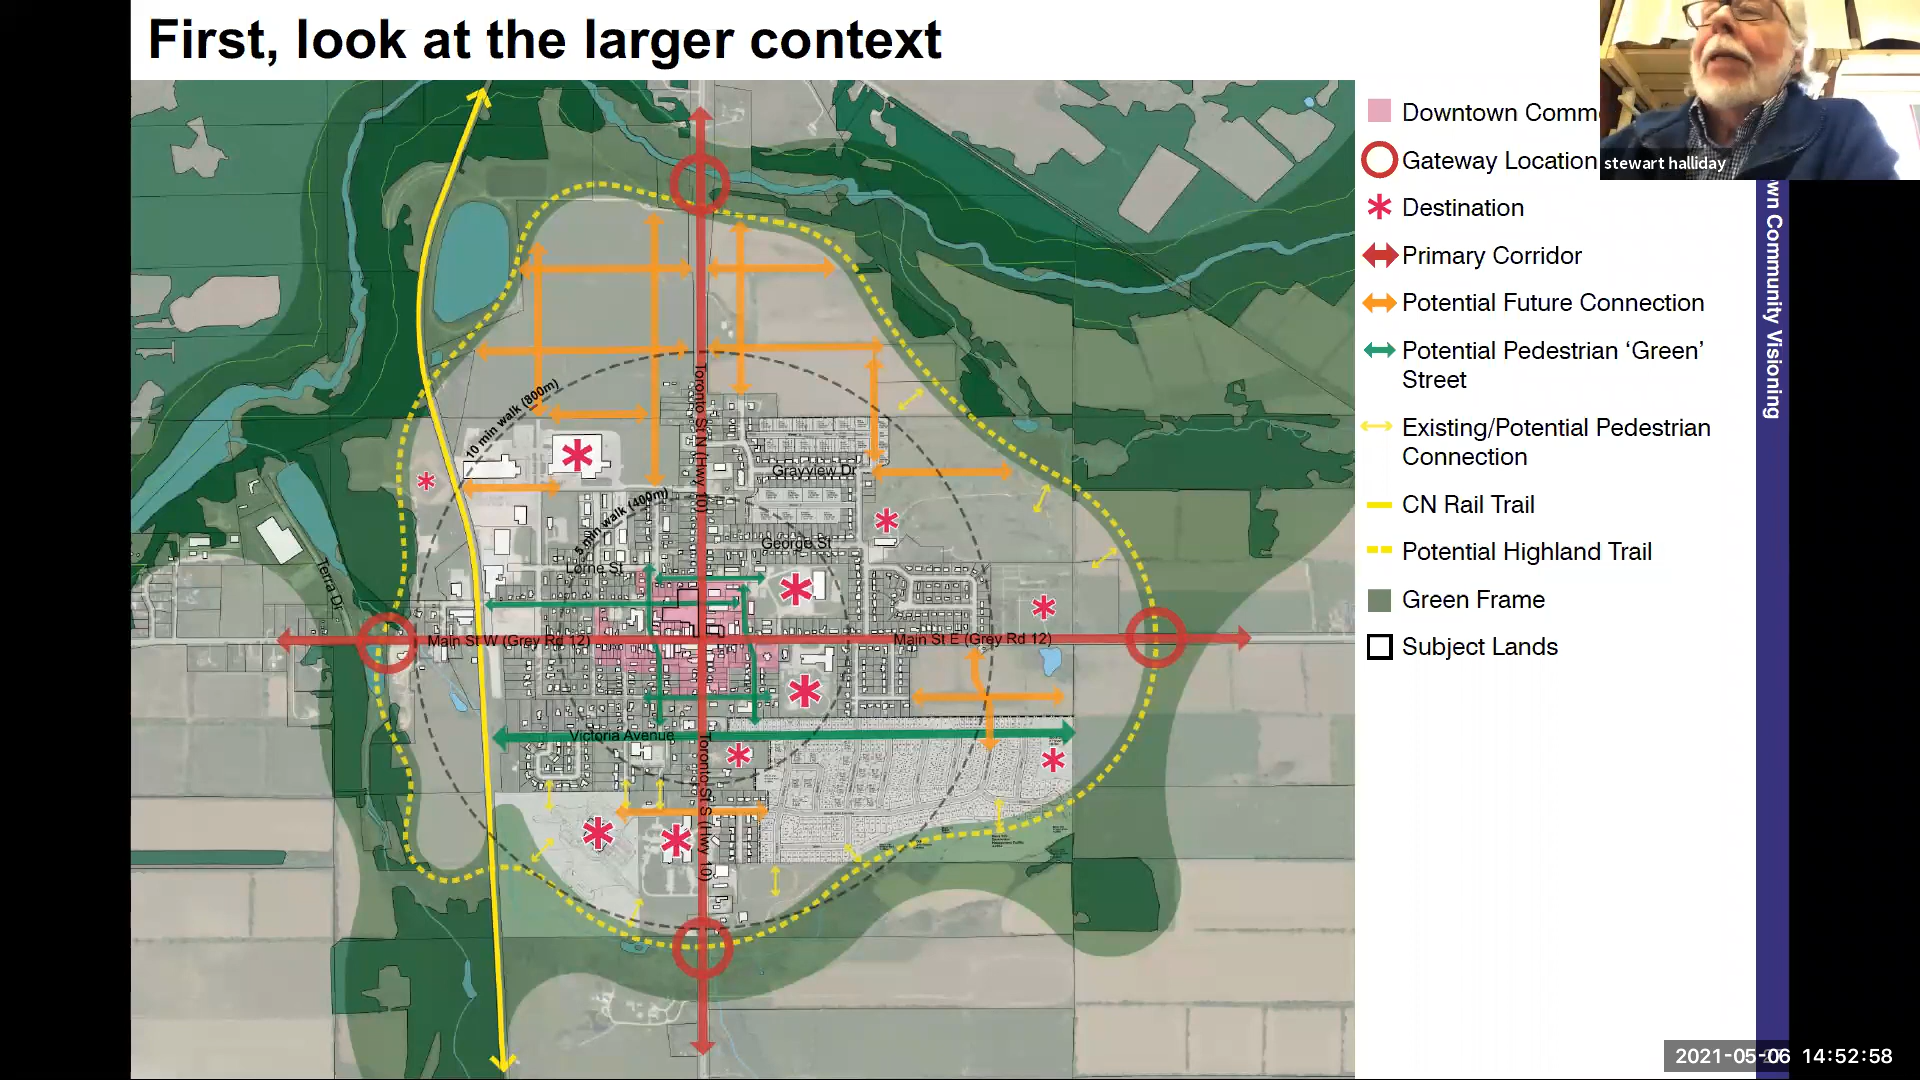 First, look at the larger context
Downtown
Gateway Location
stewart halliday
Destination
Primary Corridor
Potential Future Connection
Potential Pedestrian ‘Green’
Street
Existing/Potential Pedestrian
Connection
CN Rail Trail
Potential Highland Trail
Green Frame
Subject Lands
Community Visioning
10 min walk (800m)
5 min walk (400m)
Toronto St N (Hwy 10)
Grayview Dr
George St
Lorne St
Terra Dr
Main St W (Grey Rd 12)
Main St E (Grey Rd 12)
Victoria Avenue
Toronto St S (Hwy 10)
2021-05-06 14:52:58